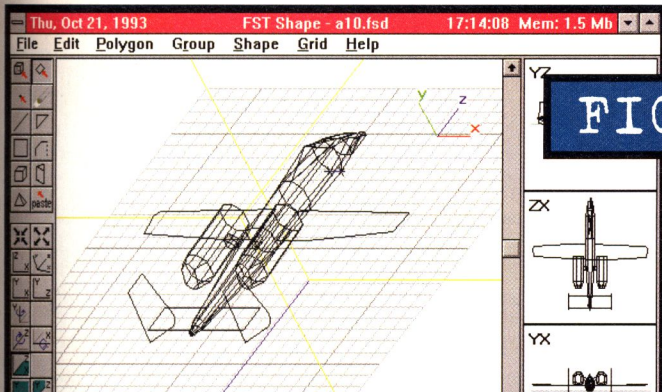 Thu, Oct 21, 1993 FST Shape - a10.fsd 17:14:08 Mem: 1.5 Mb
File Edit Polygon Group Shape Grid Help
YZ
FIG
y z x
paste
ZX
YX